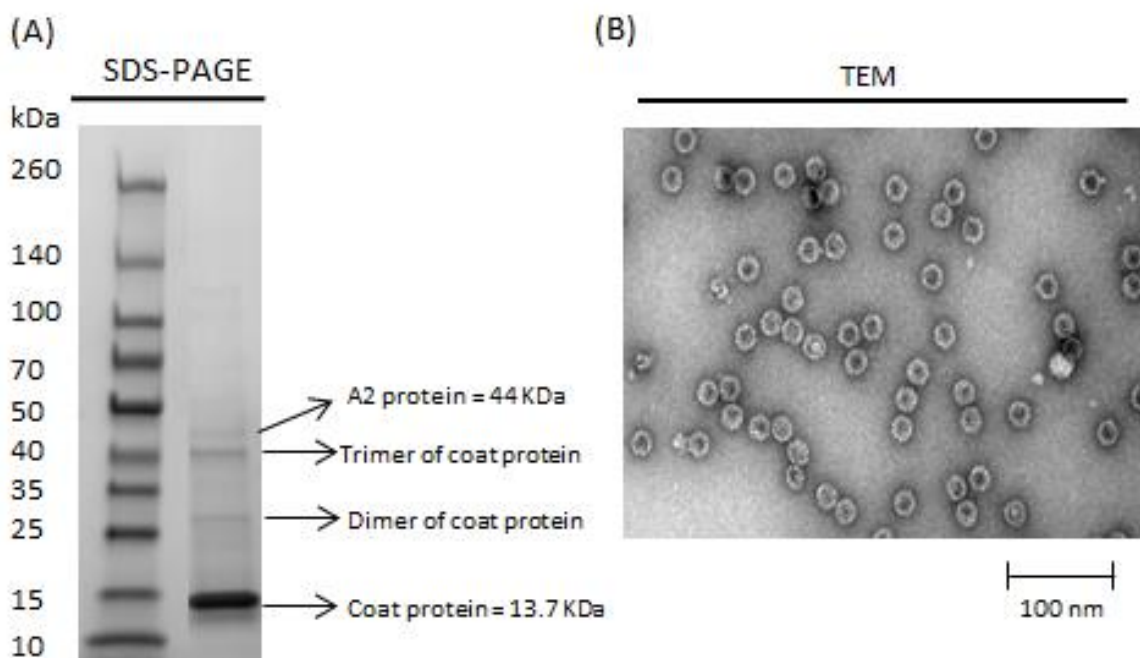 (A)
SDS-PAGE
kDa
260
140
100
70
50
40
35
25
15
10
A2 protein = 44 KDa
Trimer of coat protein
Dimer of coat protein
Coat protein = 13.7 KDa
(B)
TEM
100 nm